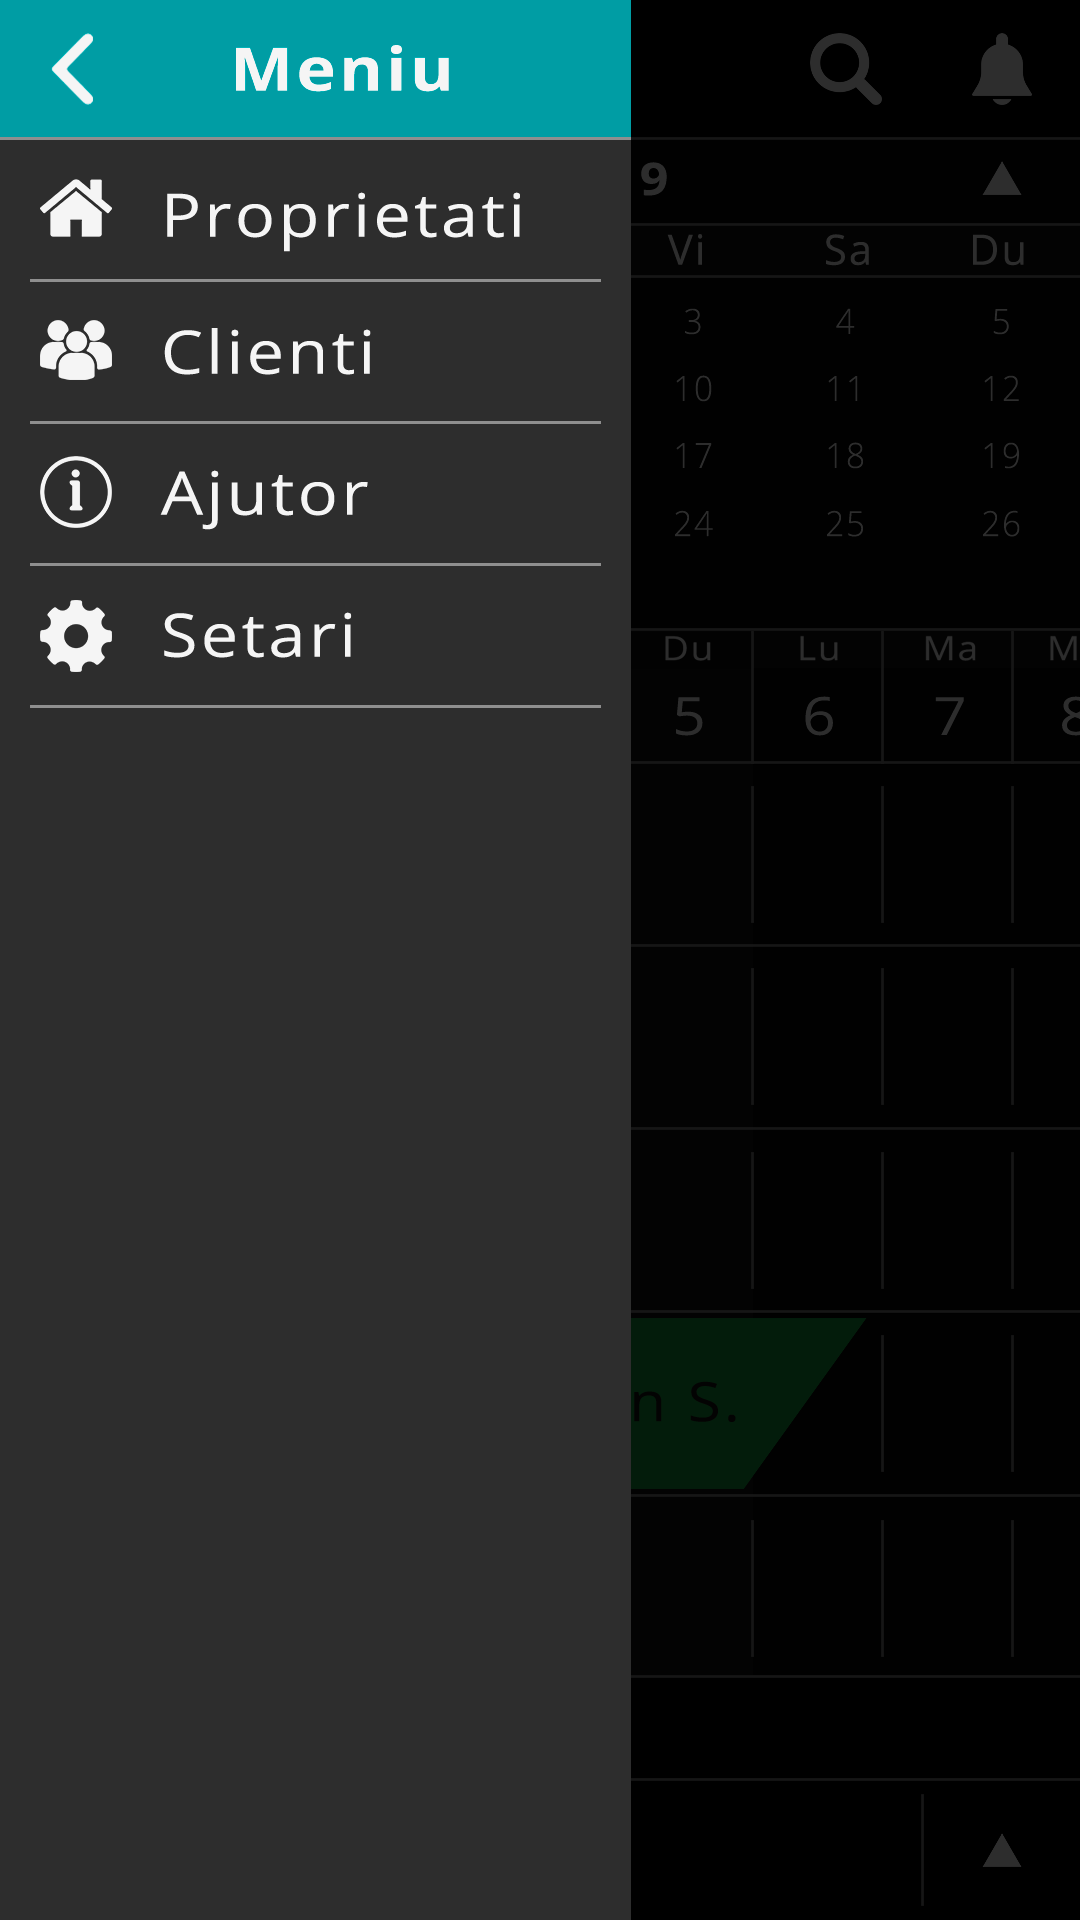 Meniu
Proprietati
Clienti
Ajutor
Setari
9
Vi Sa Du
3 4 5
10 11 12
17 18 19
24 25 26
Du Lu Ma M
5 6 7 8
n S.